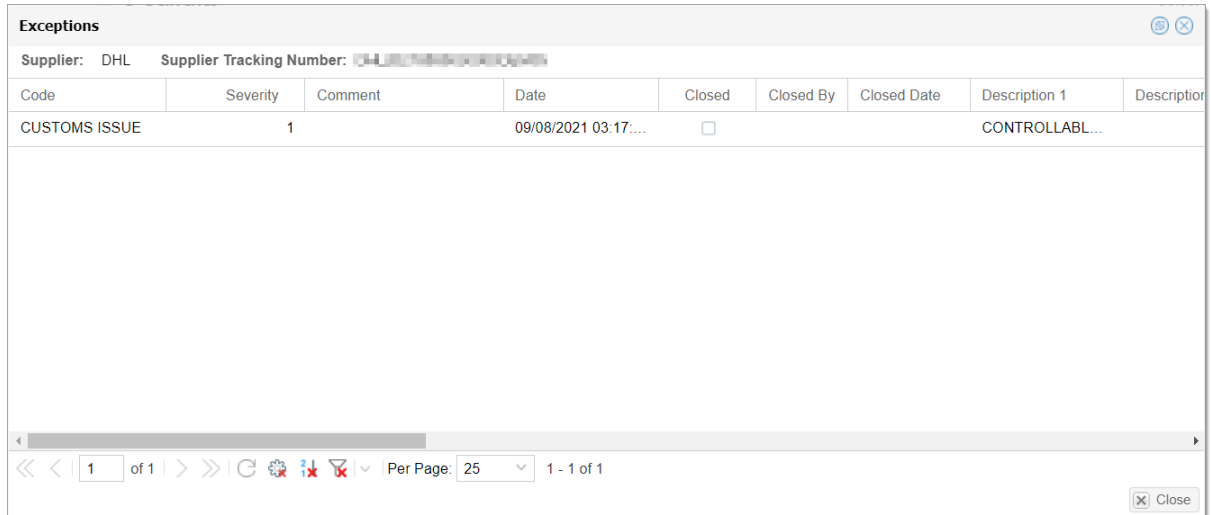 Exceptions
Supplier: DHL Supplier Tracking Number:
Code Severity Comment Date Closed Closed By Closed Date Description 1 Description
CUSTOMS ISSUE 1 09/08/2021 03:17:... CONTROLLABL...
1 of 1 Per Page: 25 1 - 1 of 1
Close